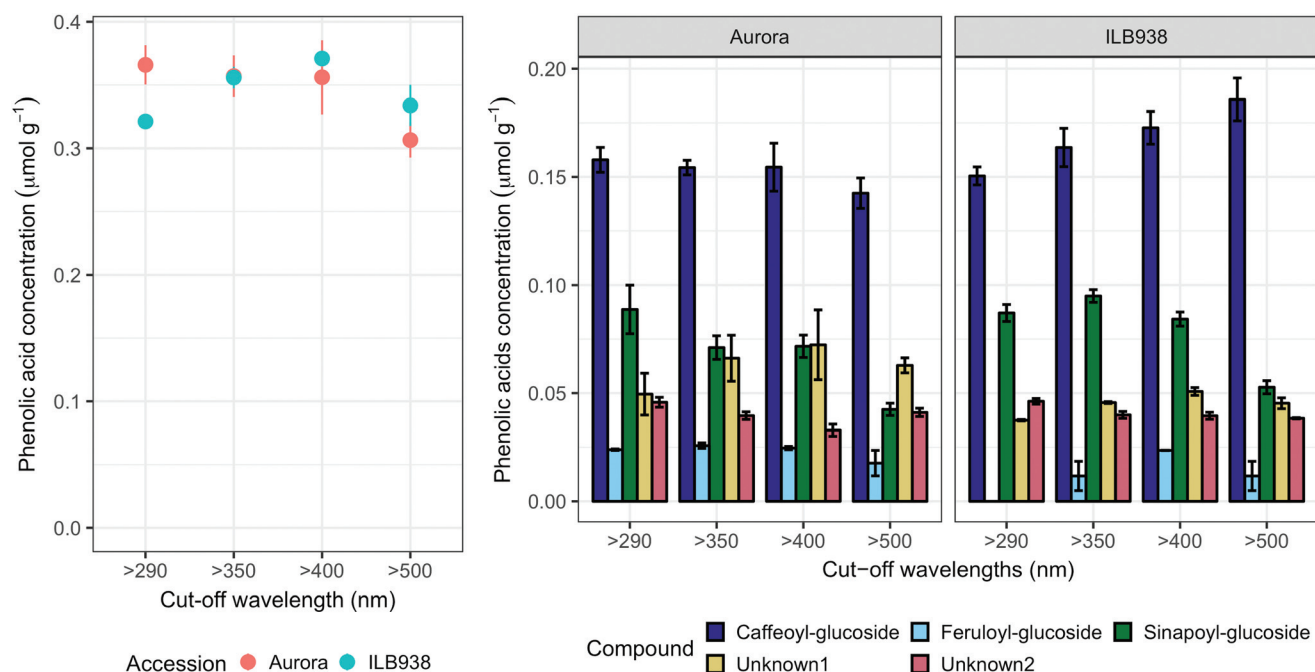 Phenolic acid concentration (μmol g⁻¹)
0.4
0.3
0.2
0.1
0.0
>290 >350 >400 >500
Cut-off wavelength (nm)
Accession Aurora ILB938
Aurora ILB938
Phenolic acids concentration (μmol g⁻¹)
0.20
0.15
0.10
0.05
0.00
>290 >350 >400 >500 >290 >350 >400 >500
Cut−off wavelengths (nm)
Compound
Caffeoyl-glucoside Feruloyl-glucoside Sinapoyl-glucoside
Unknown1 Unknown2